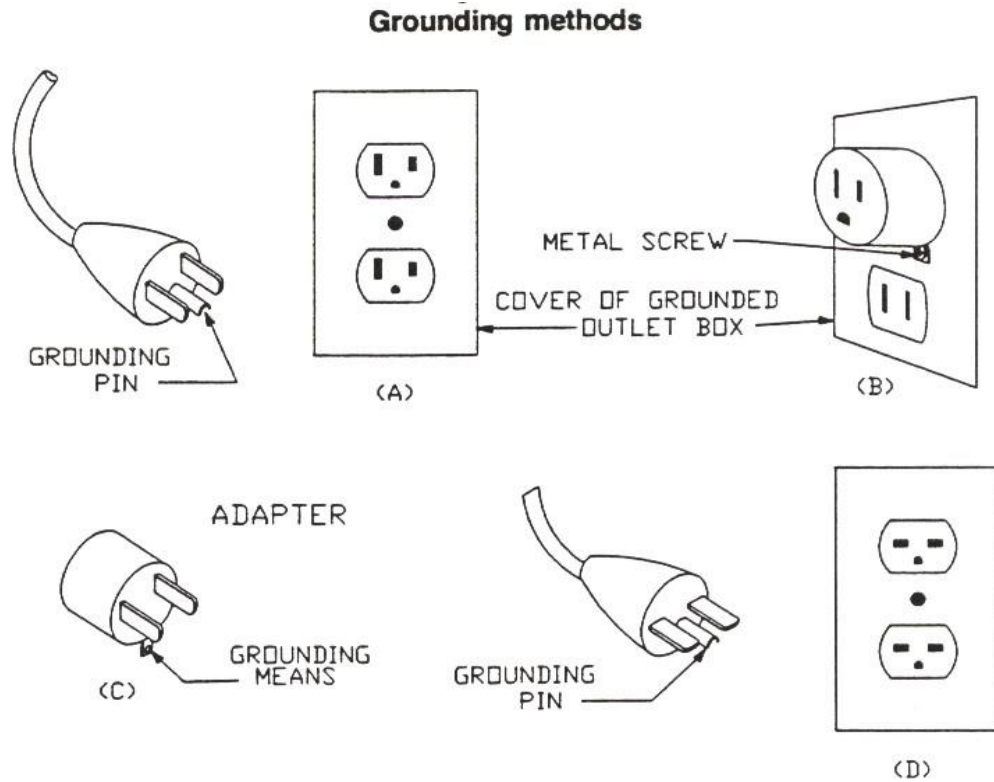 Grounding methods
METAL SCREW
COVER OF GROUNDED
OUTLET BOX
GROUNDING
PIN
(A)
(B)
ADAPTER
GROUNDING
MEANS
(C)
GROUNDING
PIN
(D)